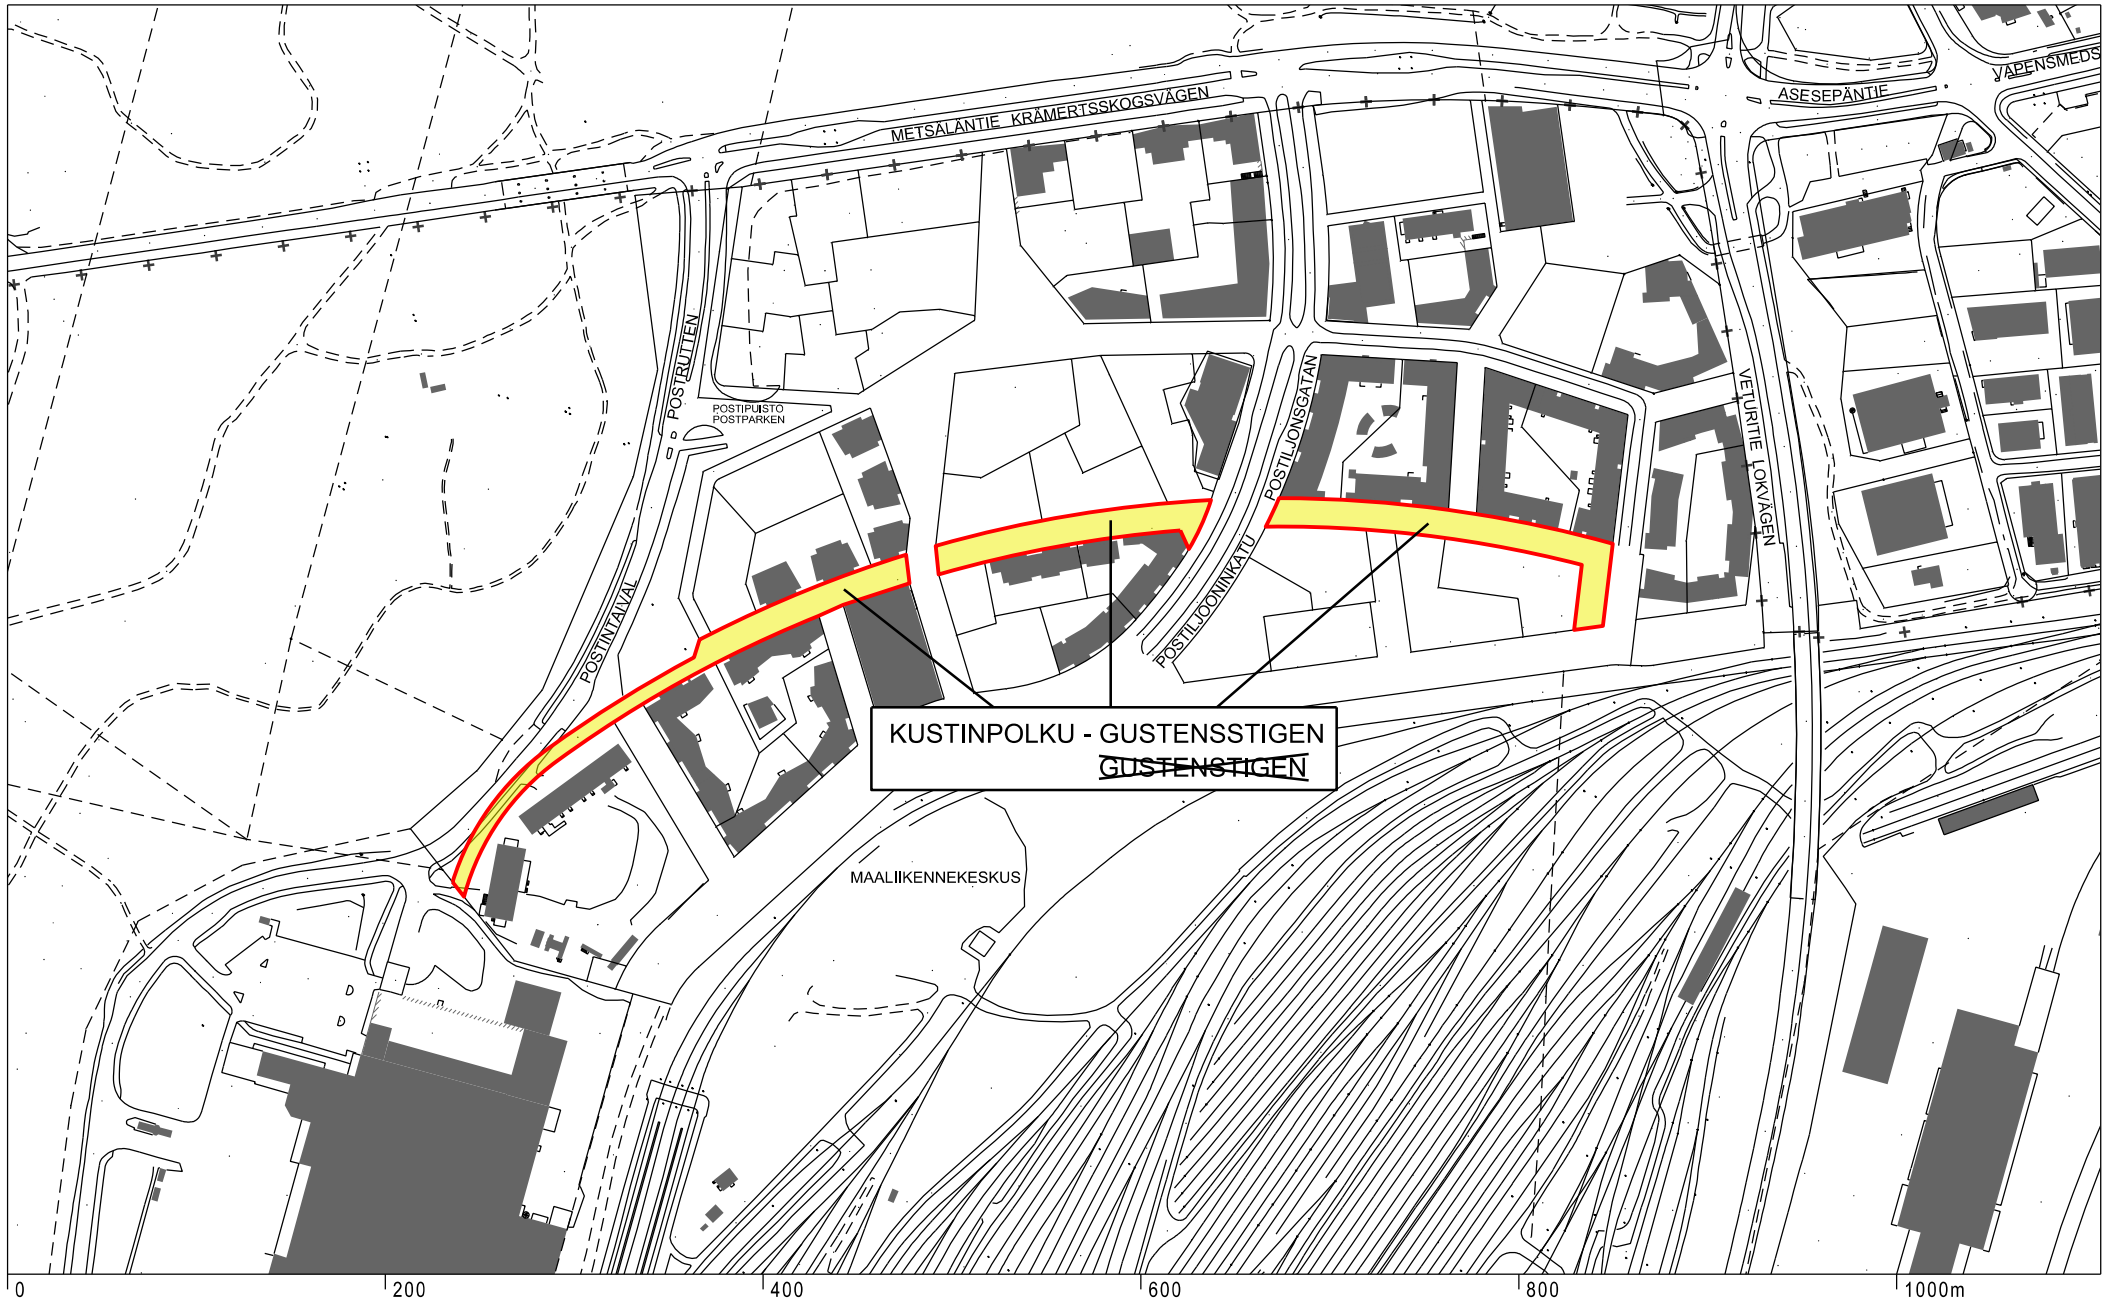 VAPENSMEDS
ASESEPÄNTIE
METSÄLÄNTIE KRÄMERTSSKOGSVÄGEN
POSTRUTTEN
POSTIPUISTO
POSTPARKEN
POSTILJONSGATAN
VETURITIE LOKVÄGEN
POSTINTAIVAL
POSTILJOONINKATU
KUSTINPOLKU - GUSTENSSTIGEN
GUSTENSTIGEN
MAALIIKENNEKESKUS
0 200 400 600 800 1000m